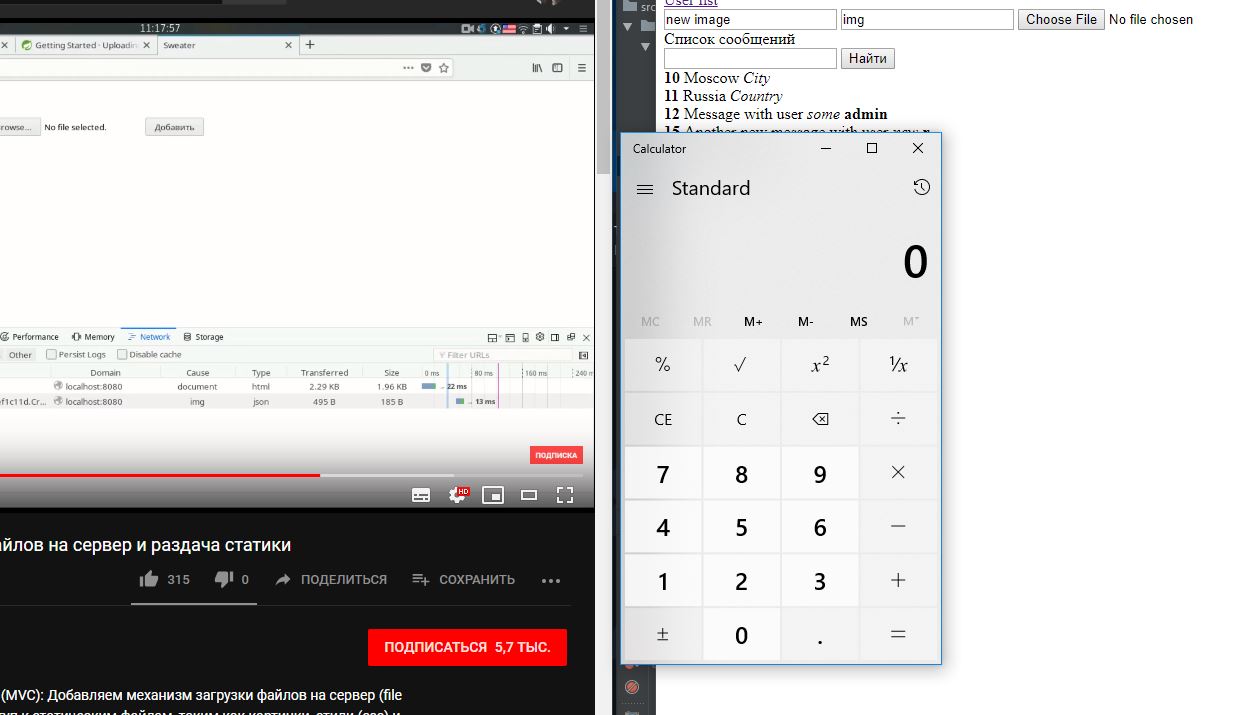 11:17:57
Getting Started · Uploadin
Sweater
rowse... No file selected. Добавить
Performance Memory Network Storage
Other Persist Logs Disable cache Filter URLs
Domain Cause Type Transferred Size 0 ms 80 ms 160 ms 240 m
localhost:8080 document html 2.29 KB 1.96 KB → 22 ms
ef1c11d.Cr... localhost:8080 img json 495 B 185 B → 13 ms
ПОДПИСКА
HD
айлов на сервер и раздача статики
315 0 ПОДЕЛИТЬСЯ СОХРАНИТЬ
ПОДПИСАТЬСЯ 5,7 ТЫС.
(MVC): Добавляем механизм загрузки файлов на сервер (file
src
User list
new image img Choose File No file chosen
Список сообщений
Найти
10 Moscow City
11 Russia Country
12 Message with user some admin
15 Another new message with user new
Calculator
Standard
0
MC MR M+ M- MS M˅
% √ x² ¹/x
CE C ÷
7 8 9 ×
4 5 6 −
1 2 3 +
± 0 . =